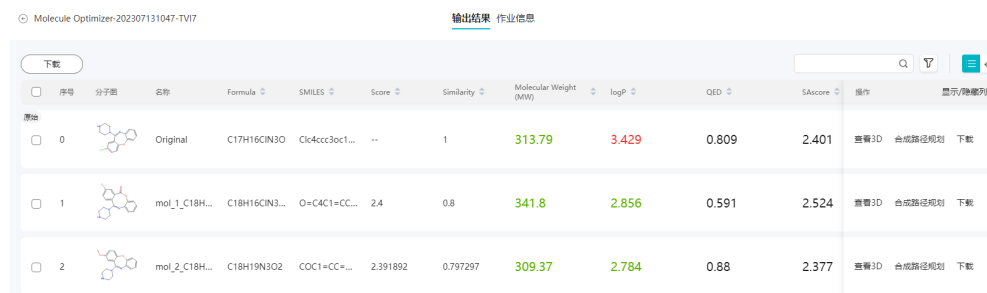 Molecule Optimizer-202307131047-TVI7
输出结果 作业信息
下载
序号 分子图 名称 Formula SMILES Score Similarity Molecular Weight (MW) logP QED SAscore 操作 显示/隐藏列
原始
0 Original C17H16ClN3O Clc4ccc3oc1... -- 1 313.79 3.429 0.809 2.401 查看3D 合成路径规划 下载
1 mol_1_C18H... C18H16ClN3... O=C4C1=CC... 2.4 0.8 341.8 2.856 0.591 2.524 查看3D 合成路径规划 下载
2 mol_2_C18H... C18H19N3O2 COC1=CC=... 2.391892 0.797297 309.37 2.784 0.88 2.377 查看3D 合成路径规划 下载